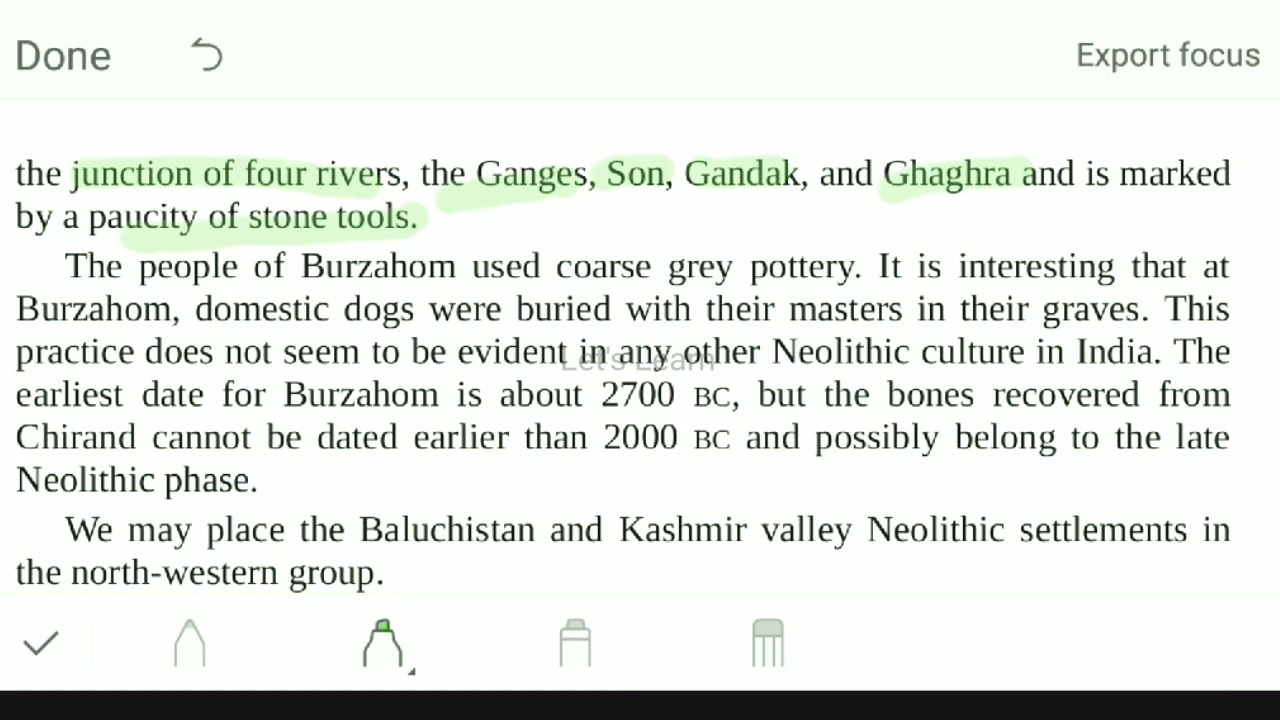 Done
Export focus
the junction of four rivers, the Ganges, Son, Gandak, and Ghaghra and is marked
by a paucity of stone tools.
The people of Burzahom used coarse grey pottery. It is interesting that at
Burzahom, domestic dogs were buried with their masters in their graves. This
practice does not seem to be evident in any other Neolithic culture in India. The
Let's Learn
earliest date for Burzahom is about 2700 BC, but the bones recovered from
Chirand cannot be dated earlier than 2000 BC and possibly belong to the late
Neolithic phase.
We may place the Baluchistan and Kashmir valley Neolithic settlements in
the north-western group.